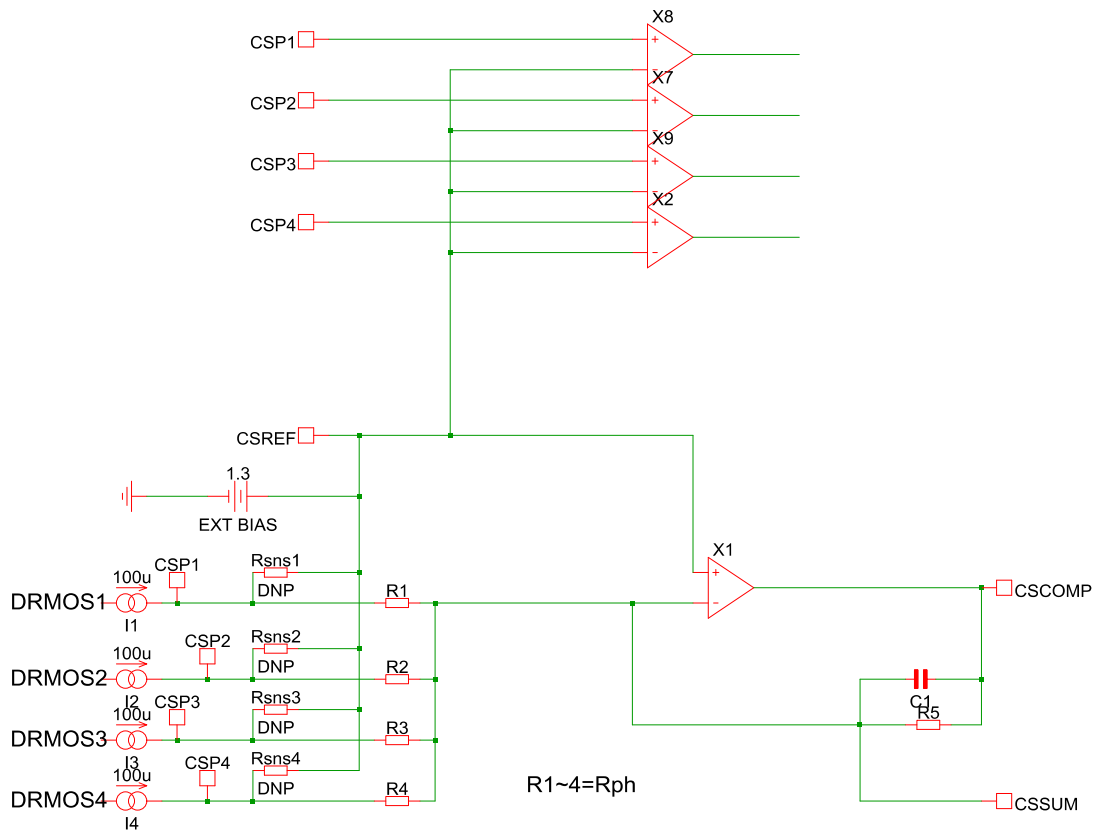 X8
CSP1
+
-
X7
CSP2
+
-
X9
CSP3
+
-
X2
CSP4
+
-
CSREF
1.3
EXT BIAS
X1
+
-
CSCOMP
CSP1
Rsns1
100u
DNP
R1
DRMOS1
I1
CSP2
Rsns2
100u
DNP
R2
DRMOS2
I2
CSP3
Rsns3
100u
DNP
R3
DRMOS3
I3
CSP4
Rsns4
100u
DNP
R4
DRMOS4
I4
C1
R5
R1~4=Rph
CSSUM